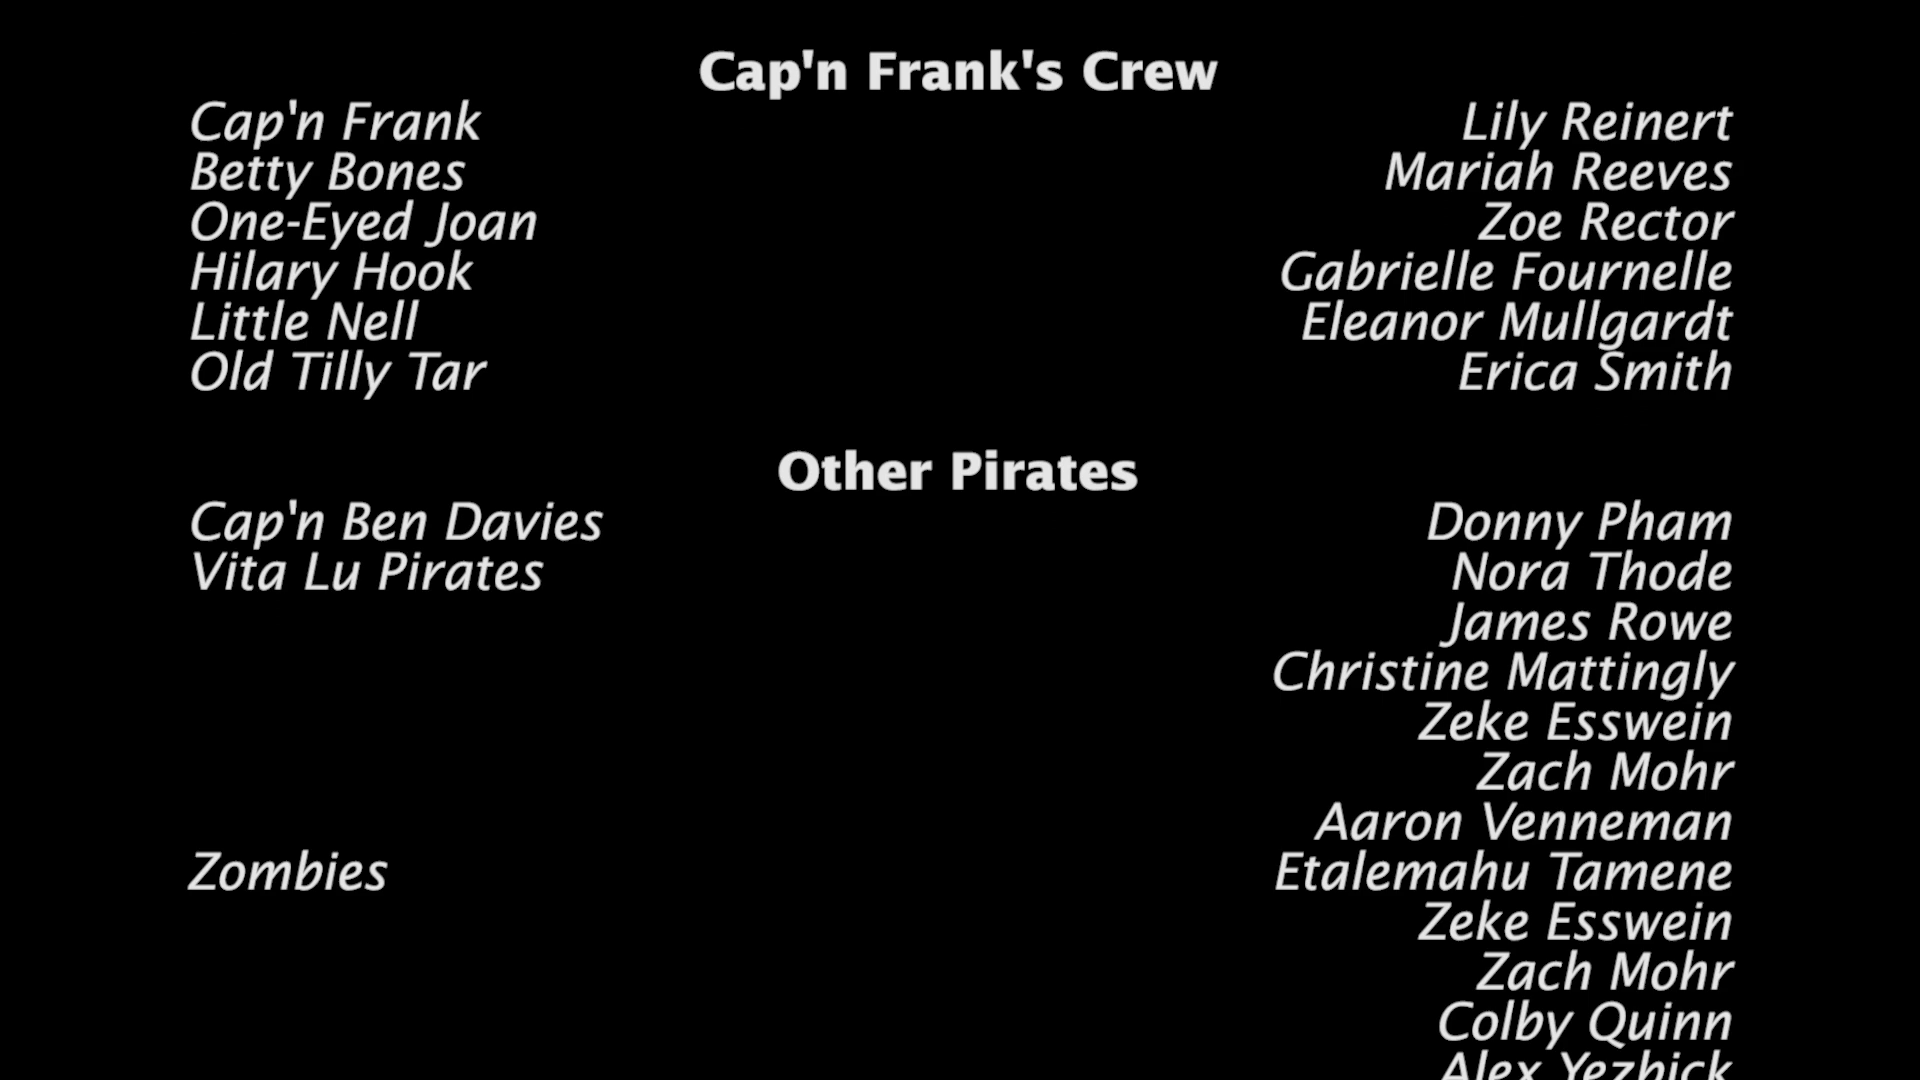 Cap'n Frank's Crew
Cap'n Frank Lily Reinert
Betty Bones Mariah Reeves
One-Eyed Joan Zoe Rector
Hilary Hook Gabrielle Fournelle
Little Nell Eleanor Mullgardt
Old Tilly Tar Erica Smith
Other Pirates
Cap'n Ben Davies Donny Pham
Vita Lu Pirates Nora Thode
James Rowe
Christine Mattingly
Zeke Esswein
Zach Mohr
Aaron Venneman
Zombies Etalemahu Tamene
Zeke Esswein
Zach Mohr
Colby Quinn
Alex Yezbick